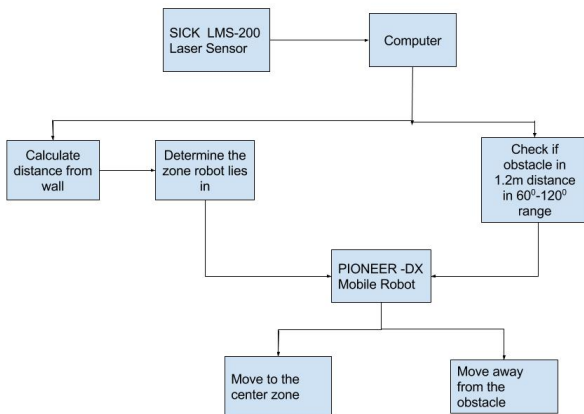 SICK LMS-200
Laser Sensor
Computer
Calculate
distance from
wall
Determine the
zone robot lies
in
Check if
obstacle in
1.2m distance
in 60⁰-120⁰
range
PIONEER -DX
Mobile Robot
Move to the
center zone
Move away
from the
obstacle